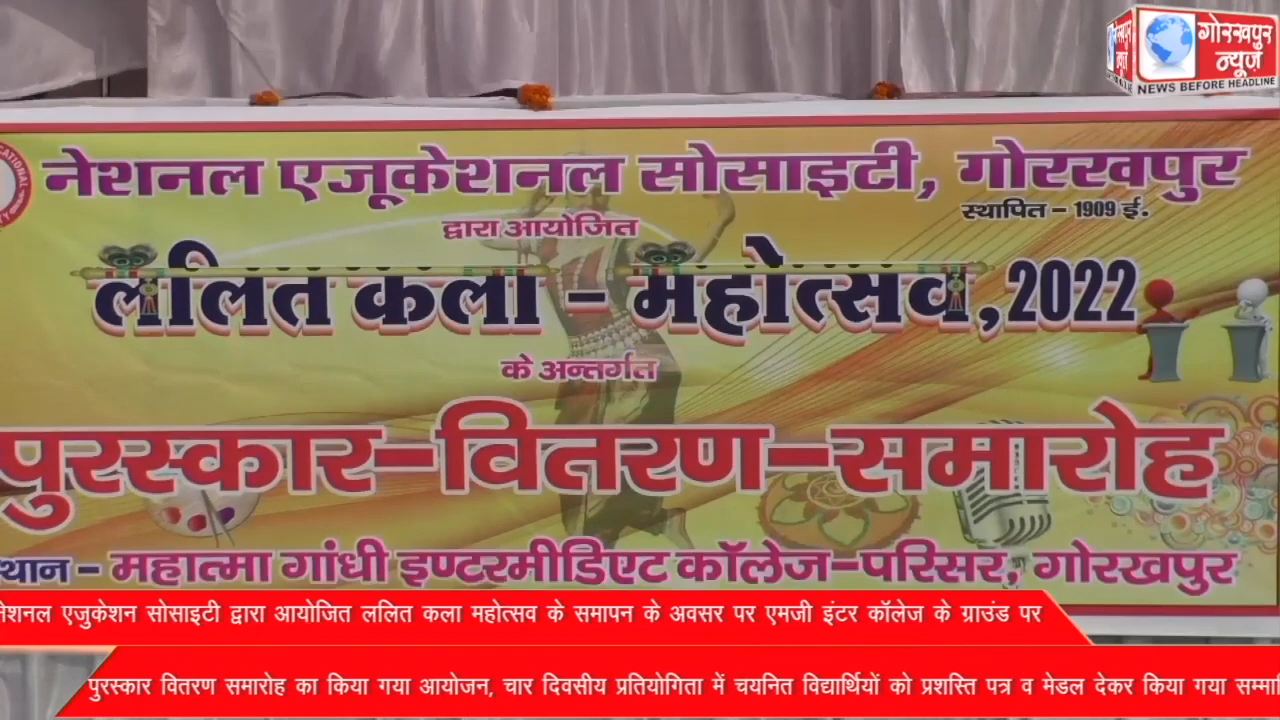 गोरखपुर
न्यूज़
NEWS BEFORE HEADLINE
नेशनल एजूकेशनल सोसाइटी, गोरखपुर
स्थापित – 1909 ई.
द्वारा आयोजित
ललित कला – महोत्सव, 2022
के अन्तर्गत
पुरस्कार–वितरण–समारोह
स्थान – महात्मा गांधी इण्टरमीडिएट कॉलेज–परिसर, गोरखपुर
नेशनल एजुकेशन सोसाइटी द्वारा आयोजित ललित कला महोत्सव के समापन के अवसर पर एमजी इंटर कॉलेज के ग्राउंड पर
पुरस्कार वितरण समारोह का किया गया आयोजन, चार दिवसीय प्रतियोगिता में चयनित विद्यार्थियों को प्रशस्ति पत्र व मेडल देकर किया गया